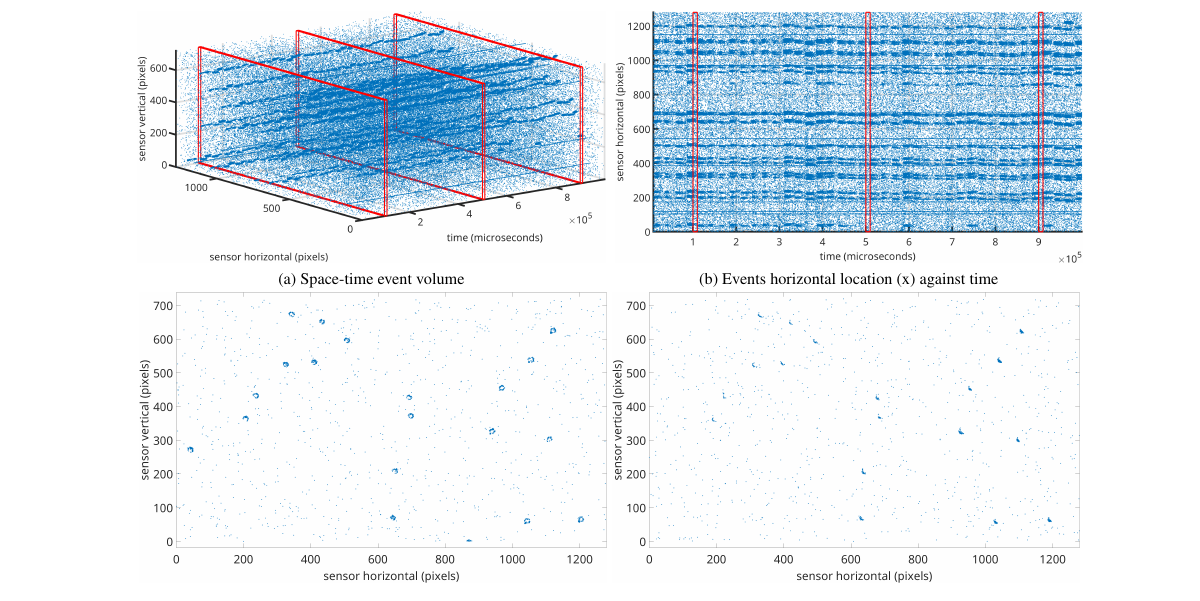 sensor vertical (pixels)
600
400
200
0
1000
500
0
2
4
6
8
×10⁵
time (microseconds)
sensor horizontal (pixels)
sensor horizontal (pixels)
1200
1000
800
600
400
200
0
1 2 3 4 5 6 7 8 9
time (microseconds)
×10⁵
(a) Space-time event volume
(b) Events horizontal location (x) against time
sensor vertical (pixels)
700
600
500
400
300
200
100
0
0 200 400 600 800 1000 1200
sensor horizontal (pixels)
sensor vertical (pixels)
700
600
500
400
300
200
100
0
0 200 400 600 800 1000 1200
sensor horizontal (pixels)